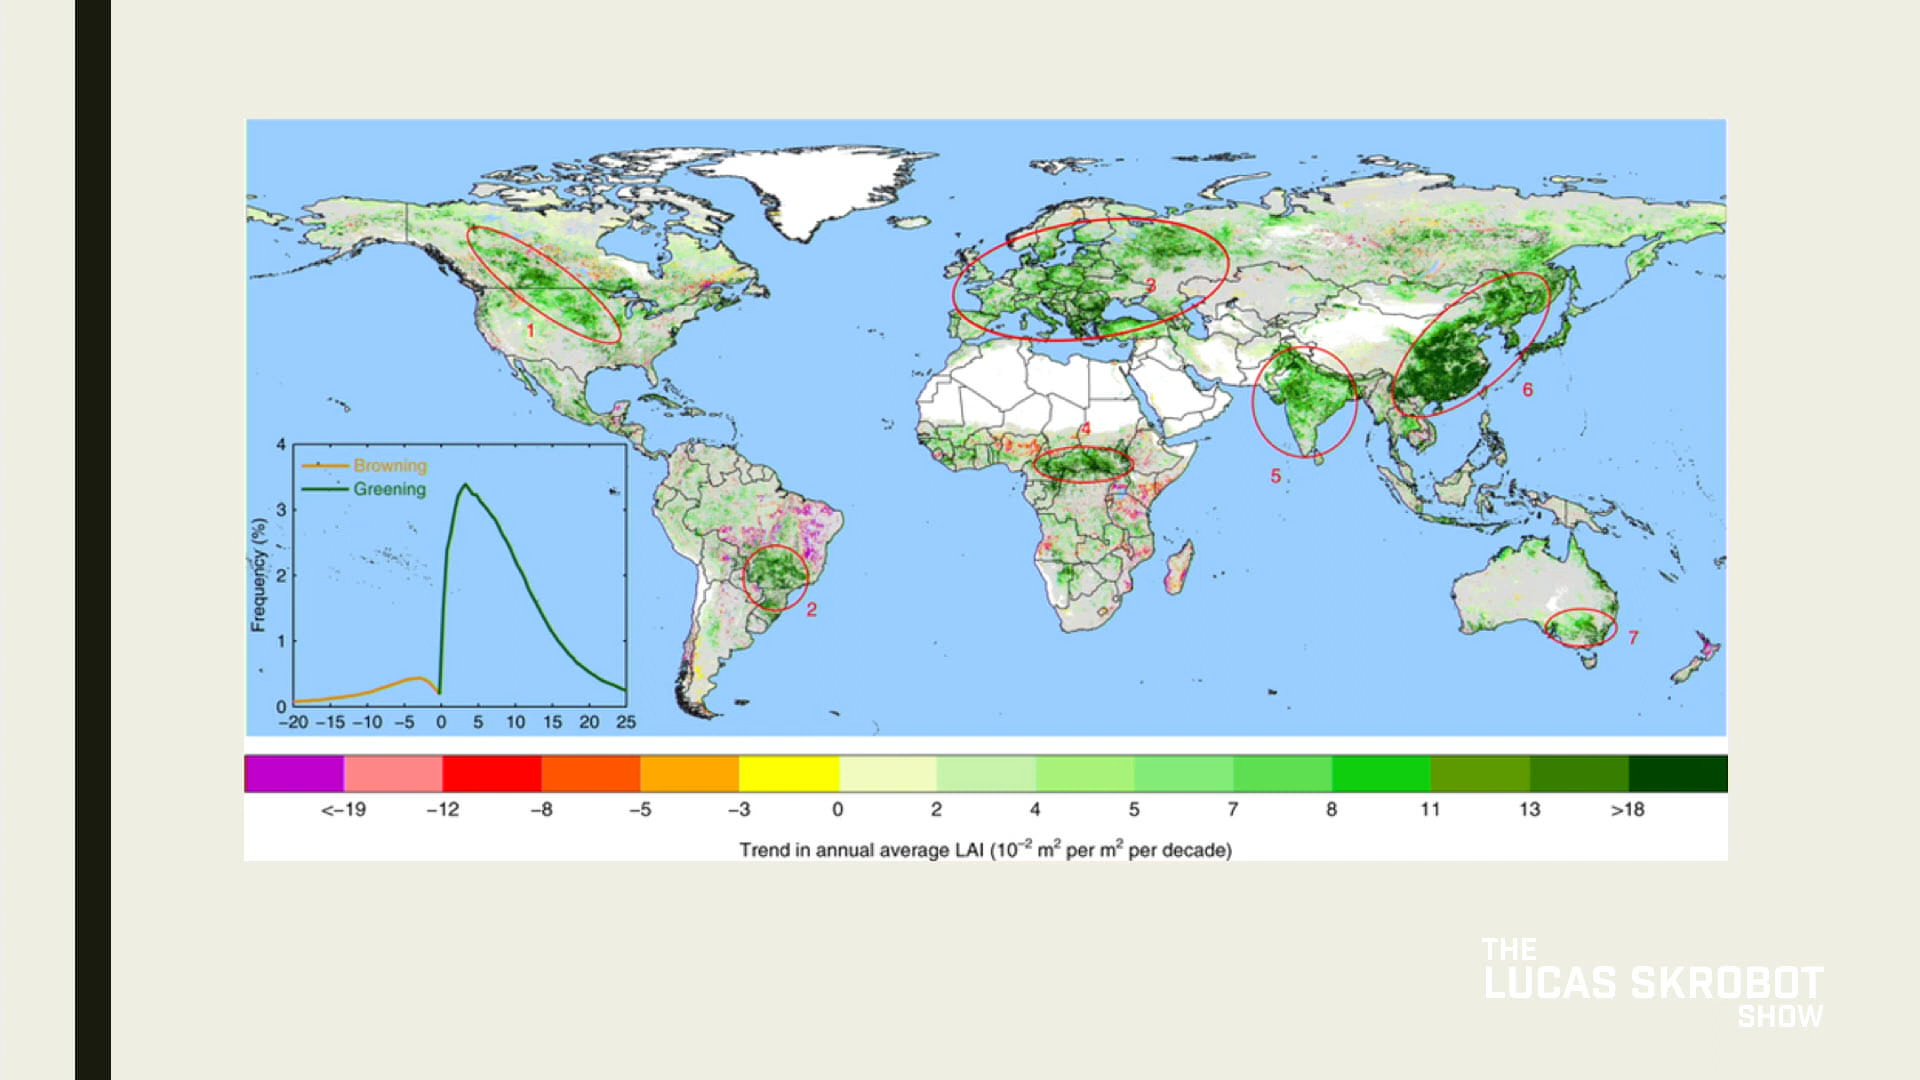 3
1
6
4
5
4
Browning
Greening
3
2
1
0
Frequency (%)
2
7
−20 −15 −10 −5 0 5 10 15 20 25
<−19 −12 −8 −5 −3 0 2 4 5 7 8 11 13 >18
Trend in annual average LAI (10⁻² m² per m² per decade)
THE
LUCAS SKROBOT
SHOW